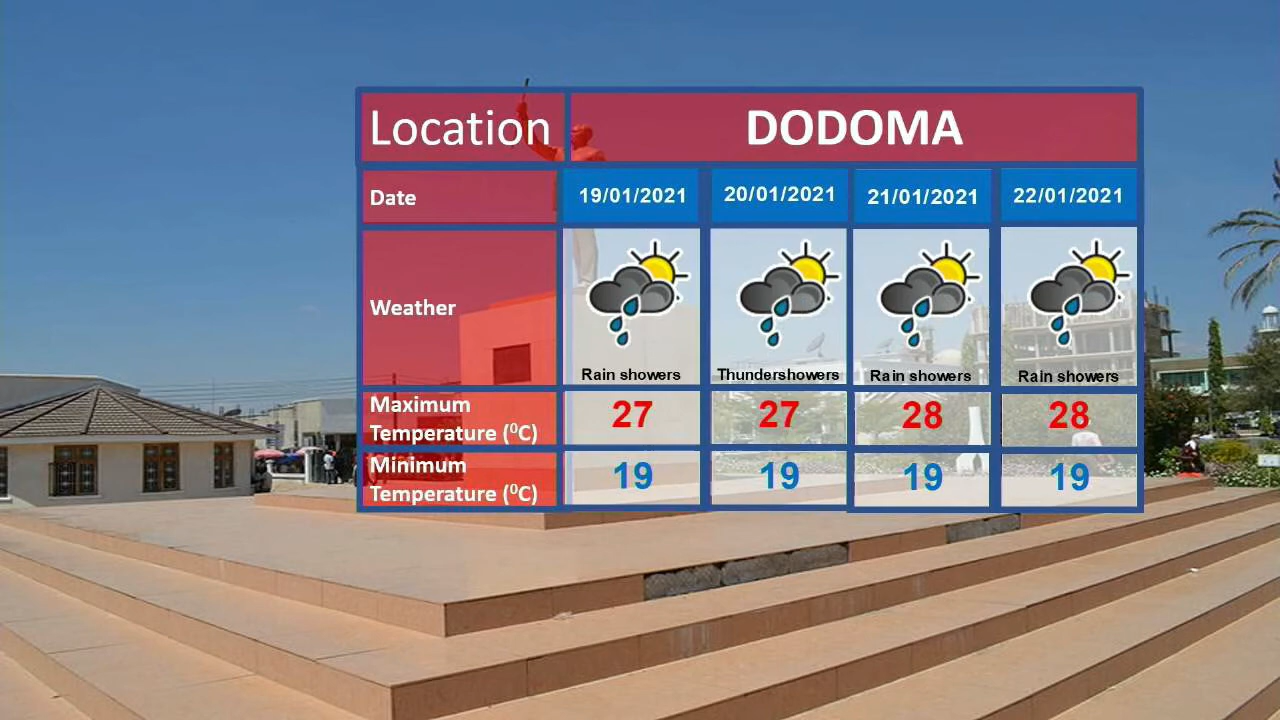 Location DODOMA
Date 19/01/2021 20/01/2021 21/01/2021 22/01/2021
Weather
Rain showers Thundershowers Rain showers Rain showers
Maximum
Temperature (⁰C) 27 27 28 28
Minimum
Temperature (⁰C) 19 19 19 19